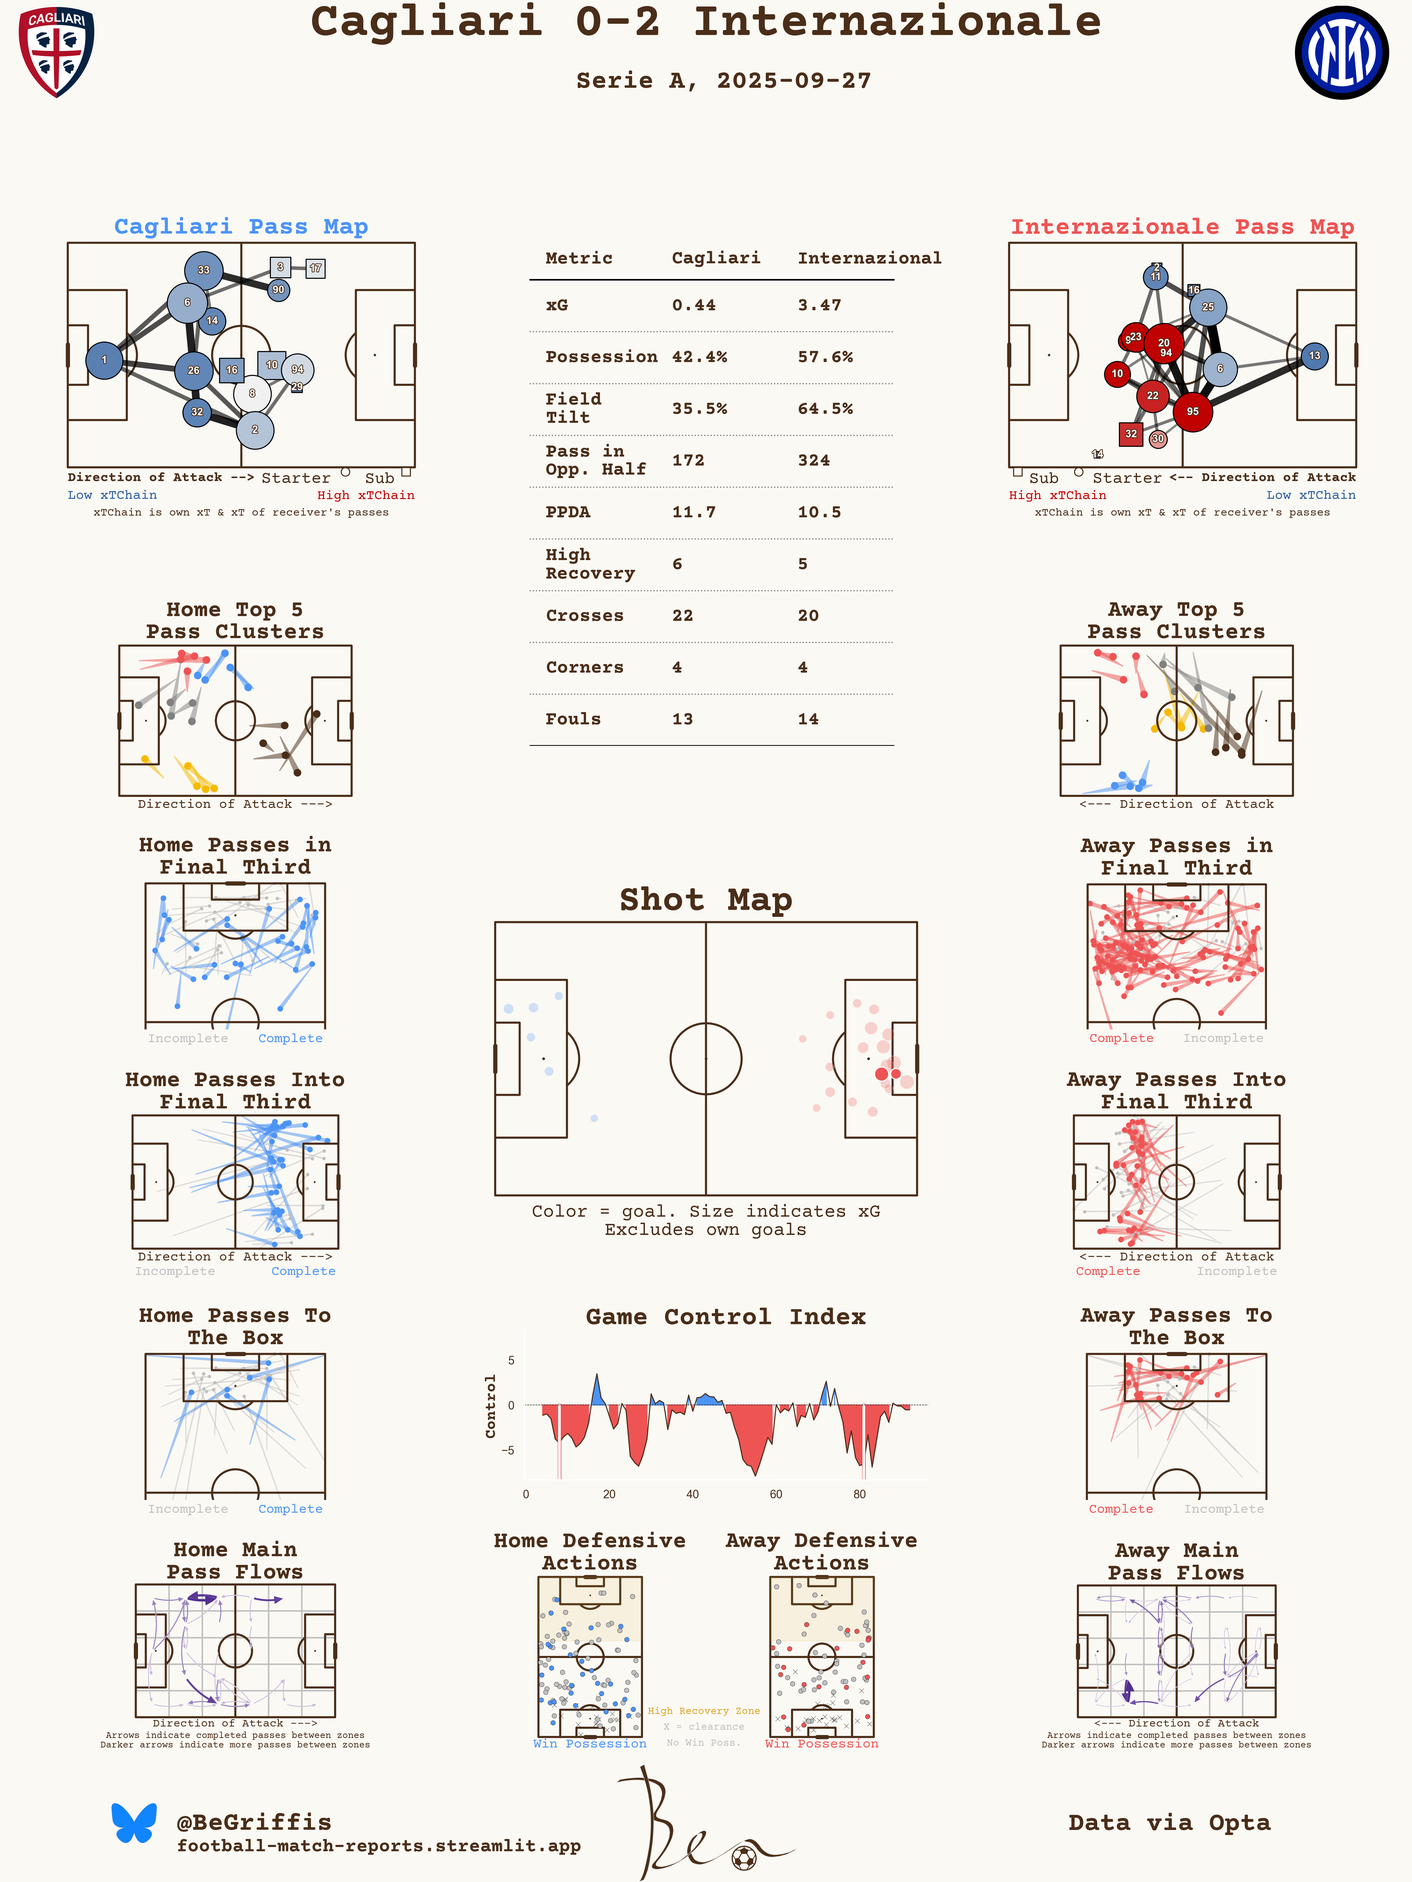 Cagliari 0-2 Internazionale
Serie A, 2025-09-27
CAGLIARI
Cagliari Pass Map
33
3
17
90
6
14
1
26
16
10
94
29
8
32
2
Direction of Attack --> Starter Sub
Low xTChain High xTChain
xTChain is own xT & xT of receiver's passes
Metric Cagliari Internazional
xG 0.44 3.47
Possession 42.4% 57.6%
Field
Tilt 35.5% 64.5%
Pass in
Opp. Half 172 324
PPDA 11.7 10.5
High
Recovery 6 5
Crosses 22 20
Corners 4 4
Fouls 13 14
Internazionale Pass Map
2
11
16
25
9
23
20
94
13
6
10
22
95
32
30
14
Sub Starter <-- Direction of Attack
High xTChain Low xTChain
xTChain is own xT & xT of receiver's passes
Home Top 5
Pass Clusters
Direction of Attack --->
Away Top 5
Pass Clusters
<--- Direction of Attack
Home Passes in
Final Third
Incomplete Complete
Away Passes in
Final Third
Complete Incomplete
Shot Map
Color = goal. Size indicates xG
Excludes own goals
Home Passes Into
Final Third
Direction of Attack --->
Incomplete Complete
Away Passes Into
Final Third
<--- Direction of Attack
Complete Incomplete
Home Passes To
The Box
Incomplete Complete
Game Control Index
Control
5
0
−5
0 20 40 60 80
Away Passes To
The Box
Complete Incomplete
Home Main
Pass Flows
Direction of Attack --->
Arrows indicate completed passes between zones
Darker arrows indicate more passes between zones
Home Defensive
Actions
Win Possession
Away Defensive
Actions
Win Possession
High Recovery Zone
X = clearance
No Win Poss.
Away Main
Pass Flows
<--- Direction of Attack
Arrows indicate completed passes between zones
Darker arrows indicate more passes between zones
@BeGriffis
football-match-reports.streamlit.app
Ben
Data via Opta